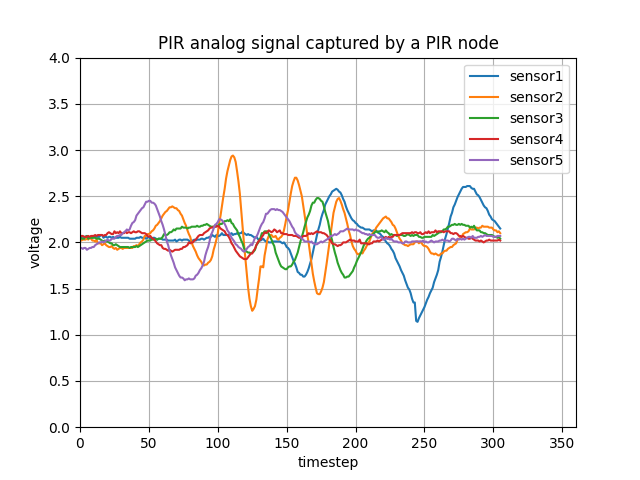 PIR analog signal captured by a PIR node
sensor1
sensor2
sensor3
sensor4
sensor5
voltage
4.0
3.5
3.0
2.5
2.0
1.5
1.0
0.5
0.0
0 50 100 150 200 250 300 350
timestep